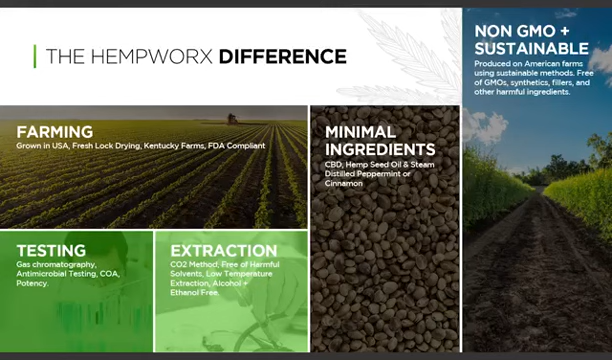 THE HEMPWORX DIFFERENCE
FARMING
Grown in USA, Fresh Lock Drying, Kentucky Farms, FDA Compliant
TESTING
Gas chromatography,
Antimicrobial Testing, COA,
Potency.
EXTRACTION
CO2 Method, Free of Harmful
Solvents, Low Temperature
Extraction, Alcohol +
Ethanol Free.
MINIMAL
INGREDIENTS
CBD, Hemp Seed Oil & Steam
Distilled Peppermint or
Cinnamon
NON GMO +
SUSTAINABLE
Produced on American farms
using sustainable methods. Free
of GMOs, synthetics, fillers, and
other harmful ingredients.